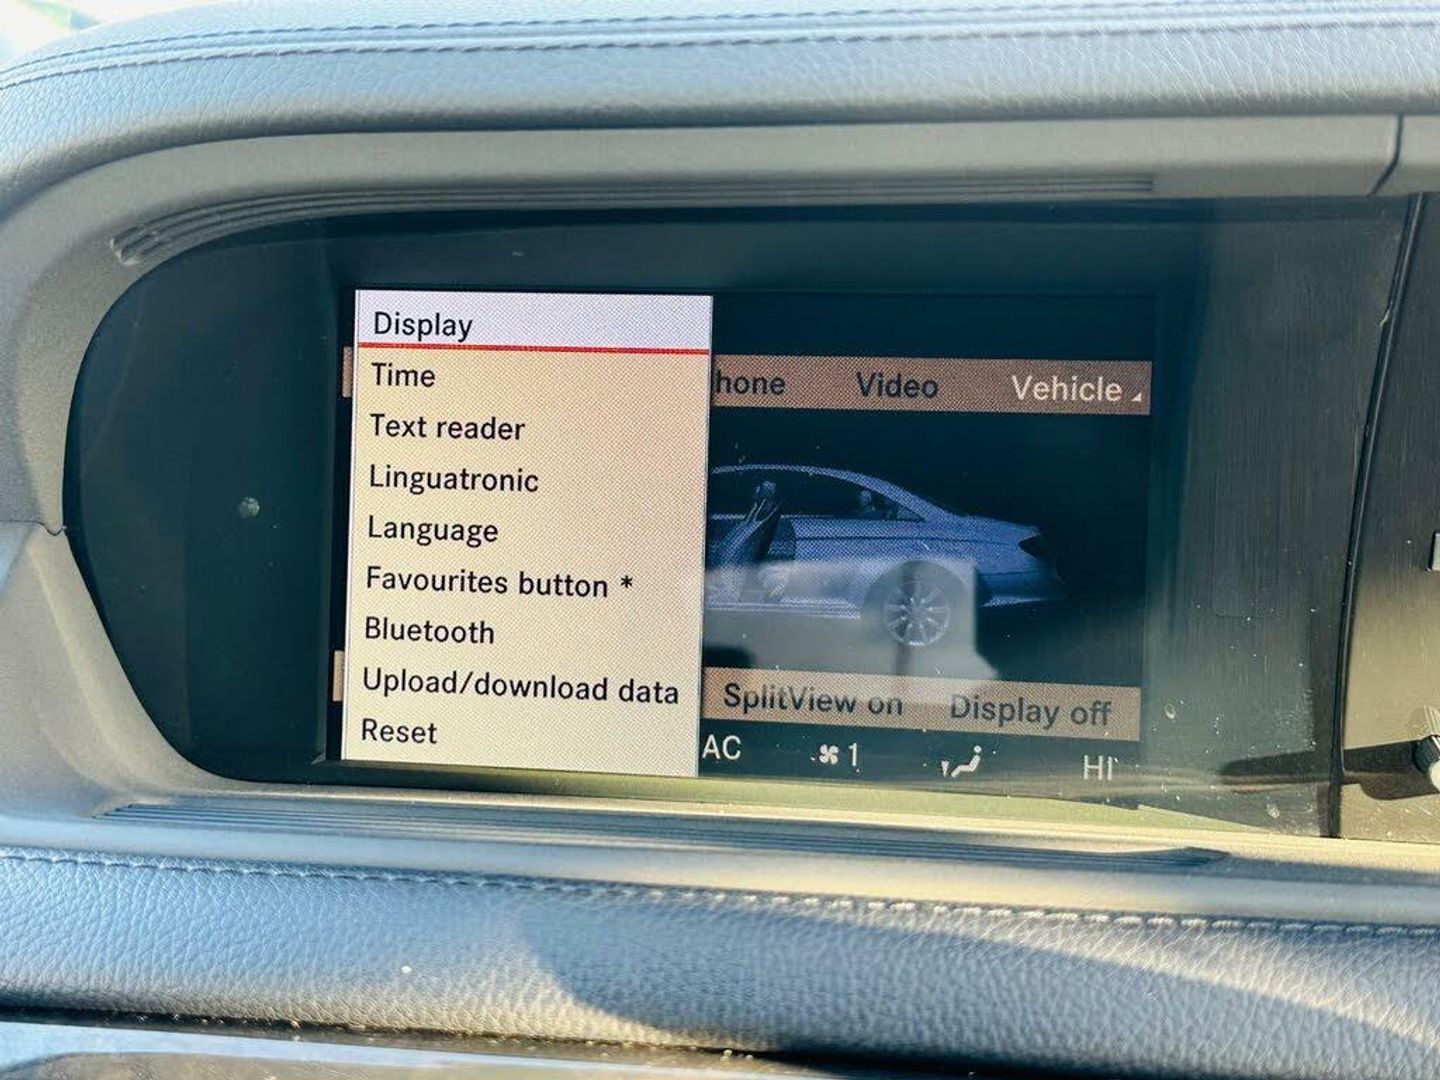 Display
Time
Text reader
Linguatronic
Language
Favourites button *
Bluetooth
Upload/download data
Reset
hone Video Vehicle
SplitView on Display off
AC 1 HI